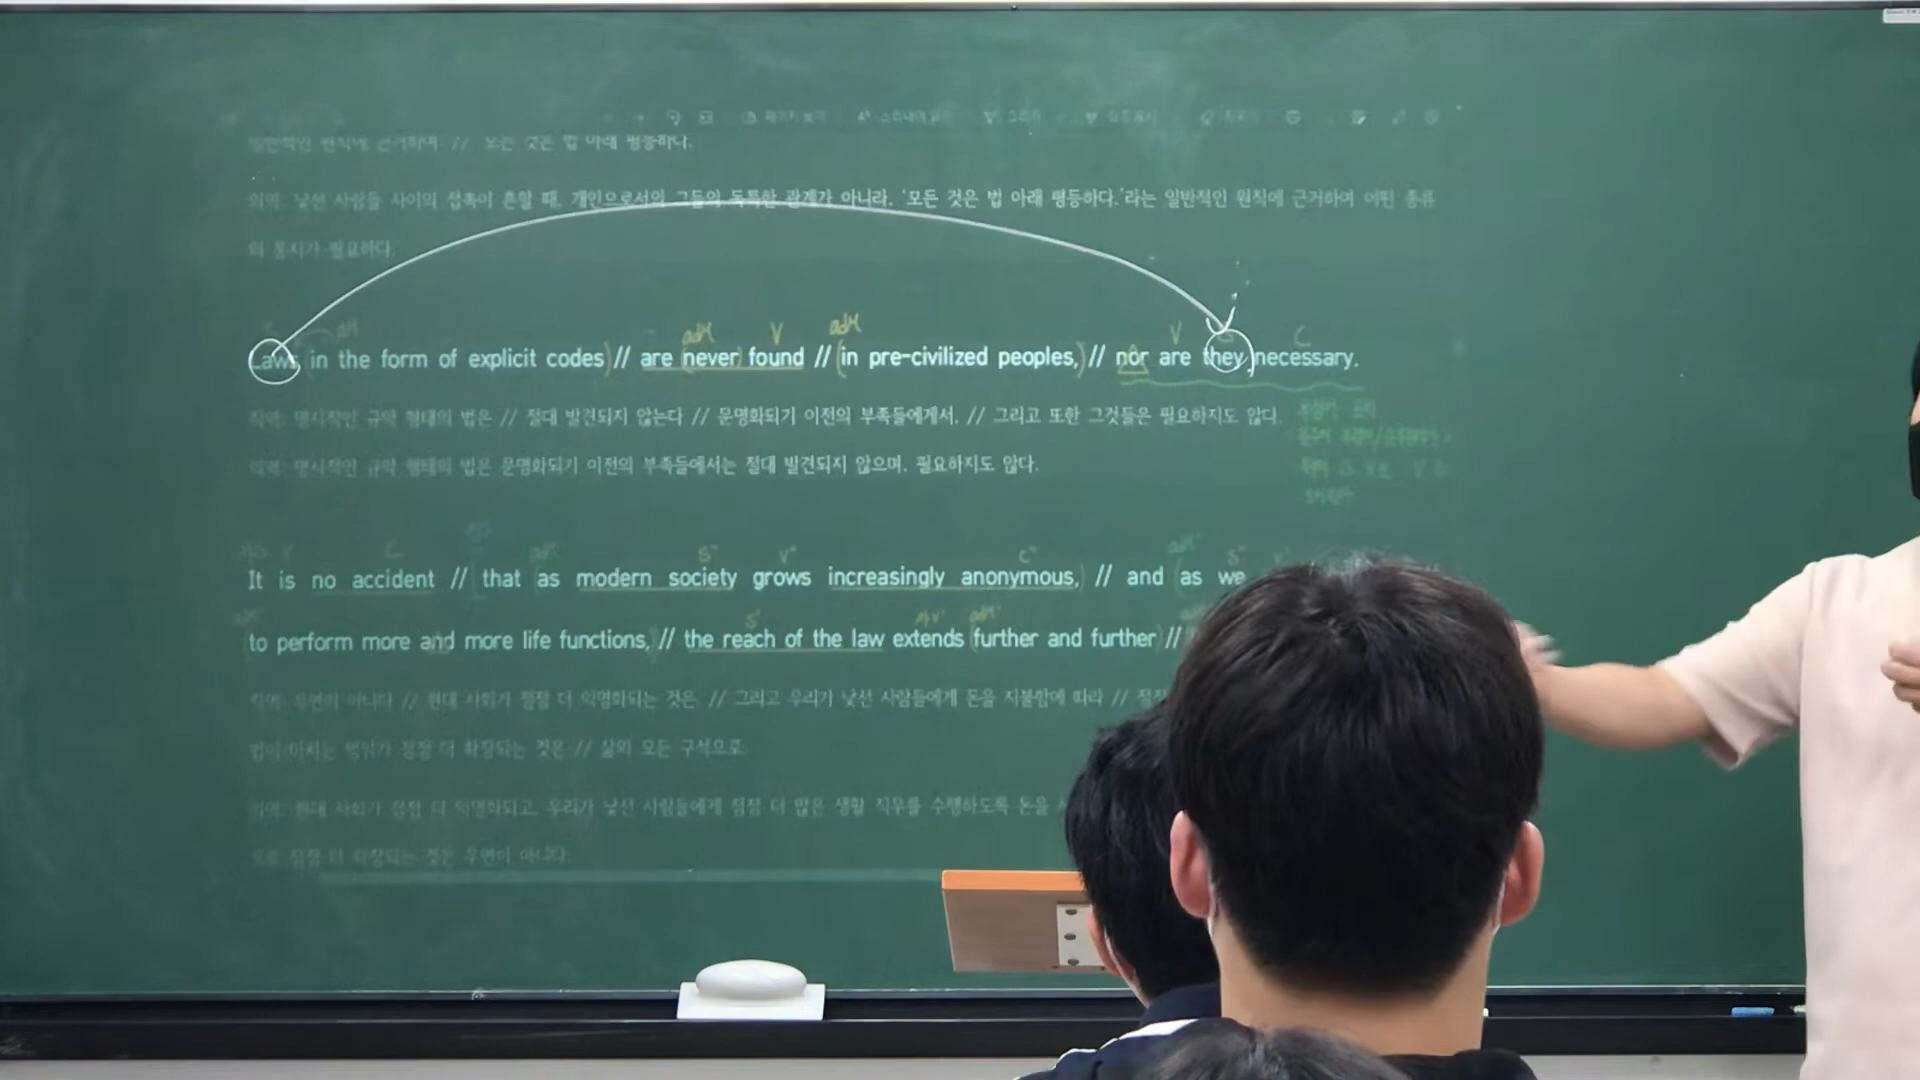 일반적인 원칙에 근거하여 // 모든 것은 법 아래 평등하다.
의역: 낯선 사람들 사이의 접촉이 흔할 때, 개인으로서의 그들의 독특한 관계가 아니라, '모든 것은 법 아래 평등하다.'라는 일반적인 원칙에 근거하여 어떤 종류
의 통치가 필요하다.
adv V adv V C
Laws in the form of explicit codes // are never found // in pre-civilized peoples, // nor are they necessary.
직역: 명시적인 규약 형태의 법은 // 절대 발견되지 않는다 // 문명화되기 이전의 부족들에게서, // 그리고 또한 그것들은 필요하지도 않다.
의역: 명시적인 규약 형태의 법은 문명화되기 이전의 부족들에서는 절대 발견되지 않으며, 필요하지도 않다.
V C S" V" C" S"
It is no accident // that as modern society grows increasingly anonymous, // and as we
to perform more and more life functions, // the reach of the law extends further and further //
직역: 우연이 아니다 // 현대 사회가 점점 더 익명화되는 것은 // 그리고 우리가 낯선 사람들에게 돈을 지불함에 따라 //
법이 미치는 범위가 점점 더 확장되는 것은 // 삶의 모든 구석으로.
의역: 현대 사회가 점점 더 익명화되고, 우리가 낯선 사람들에게 점점 더 많은 생활 직무를 수행하도록 돈을
으로 점점 더 확장되는 것은 우연이 아니다.